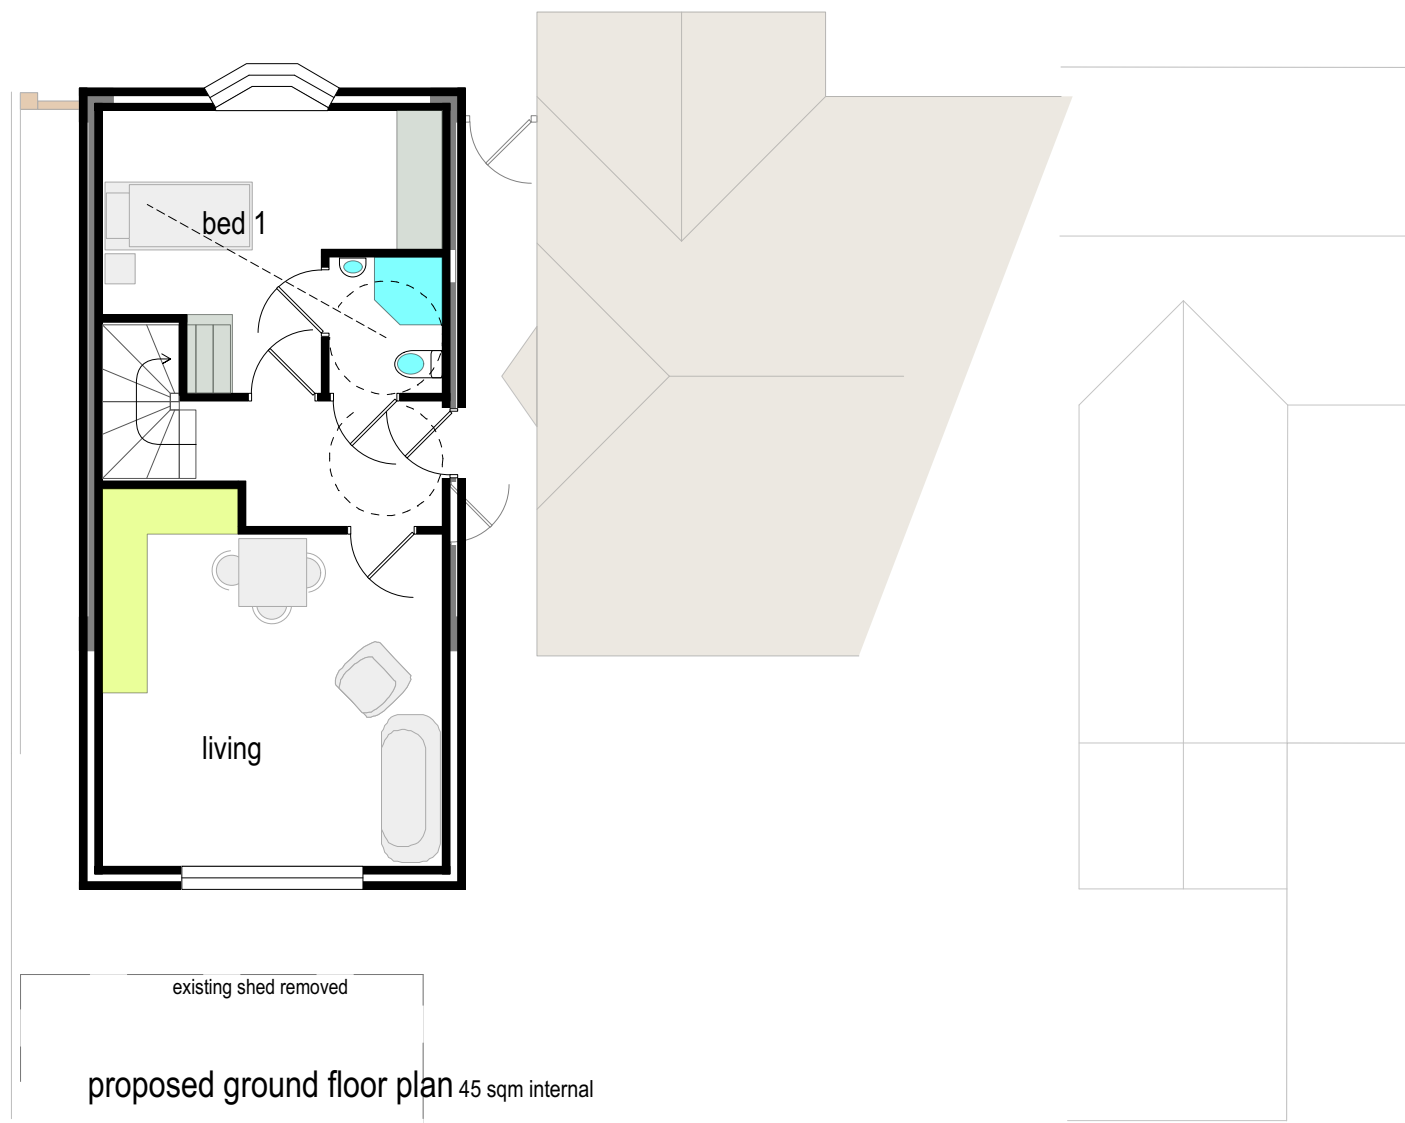 bed 1
living
existing shed removed
proposed ground floor plan 45 sqm internal